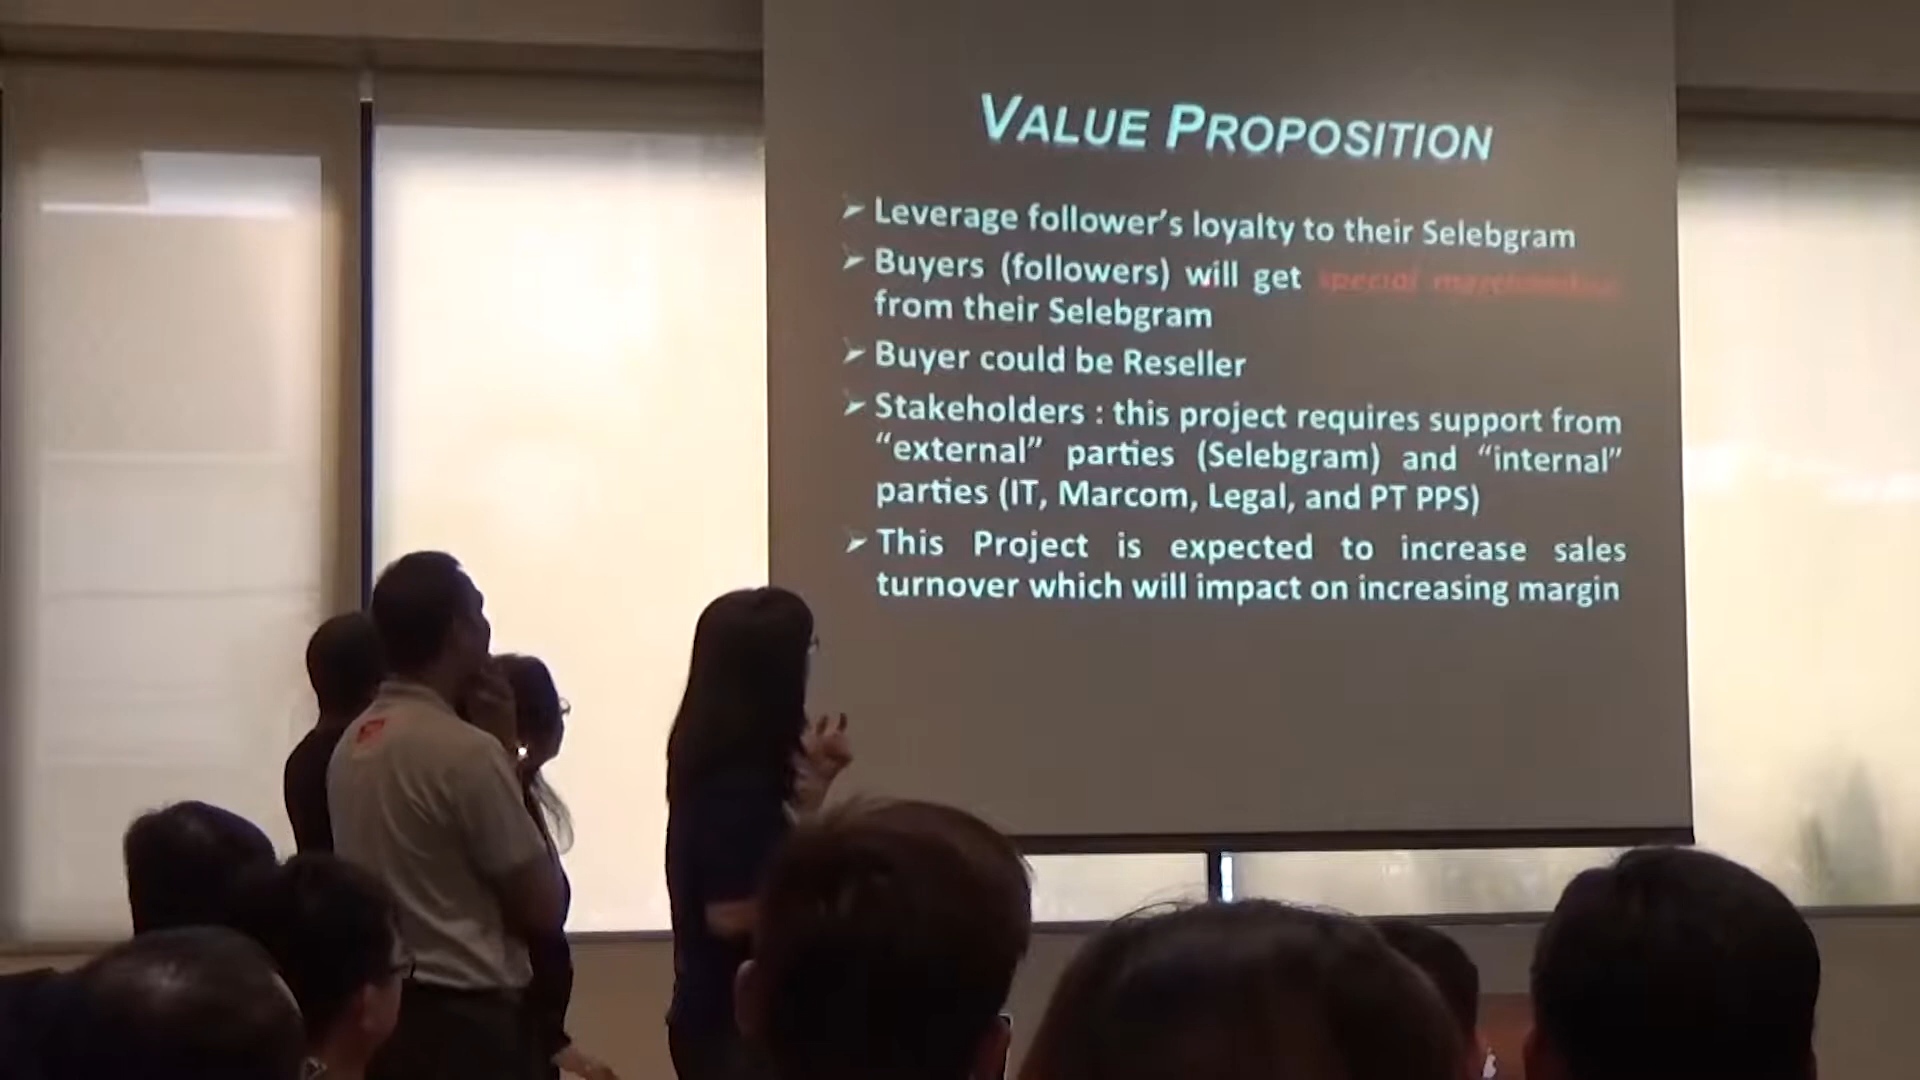 VALUE PROPOSITION
➢ Leverage follower's loyalty to their Selebgram
➢ Buyers (followers) will get special
from their Selebgram
➢ Buyer could be Reseller
➢ Stakeholders : this project requires support from
“external” parties (Selebgram) and “internal”
parties (IT, Marcom, Legal, and PT PPS)
➢ This Project is expected to increase sales
turnover which will impact on increasing margin